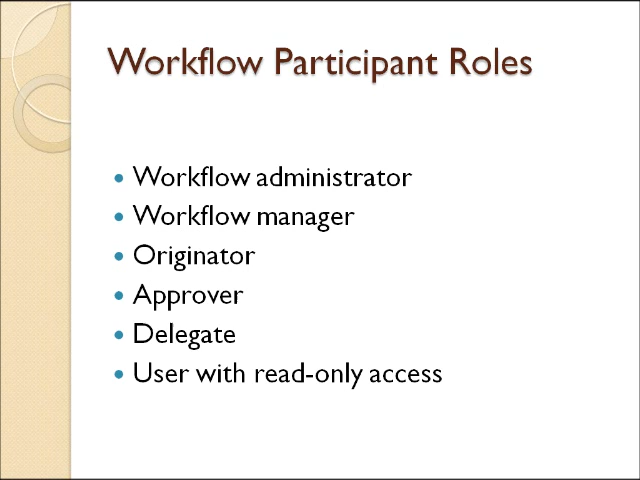 Workflow Participant Roles
• Workflow administrator
• Workflow manager
• Originator
• Approver
• Delegate
• User with read-only access